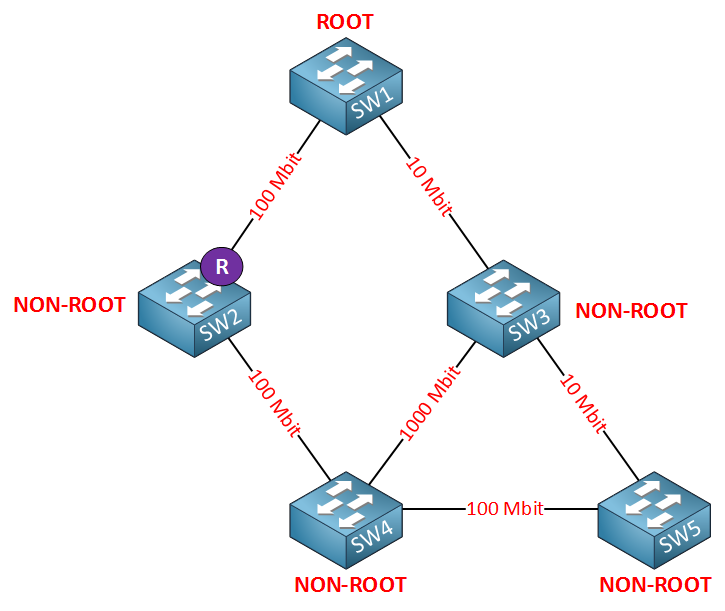 ROOT
SW1
100 Mbit
10 Mbit
R
NON-ROOT
SW2
SW3
NON-ROOT
100 Mbit
1000 Mbit
10 Mbit
SW4
100 Mbit
SW5
NON-ROOT
NON-ROOT